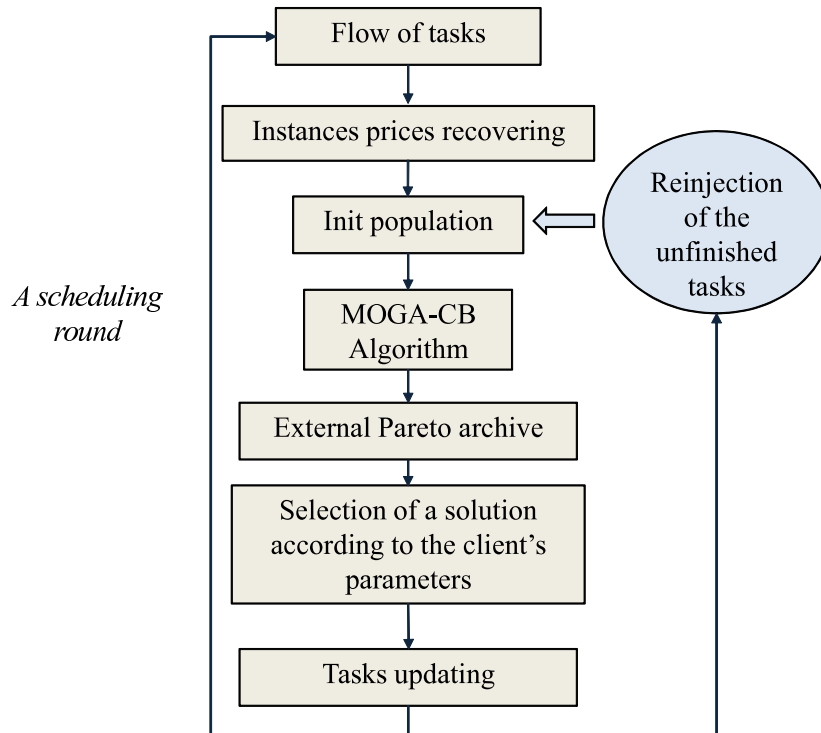 Flow of tasks
Instances prices recovering
Init population
Reinjection
of the
unfinished
tasks
A scheduling
round
MOGA-CB
Algorithm
External Pareto archive
Selection of a solution
according to the client’s
parameters
Tasks updating